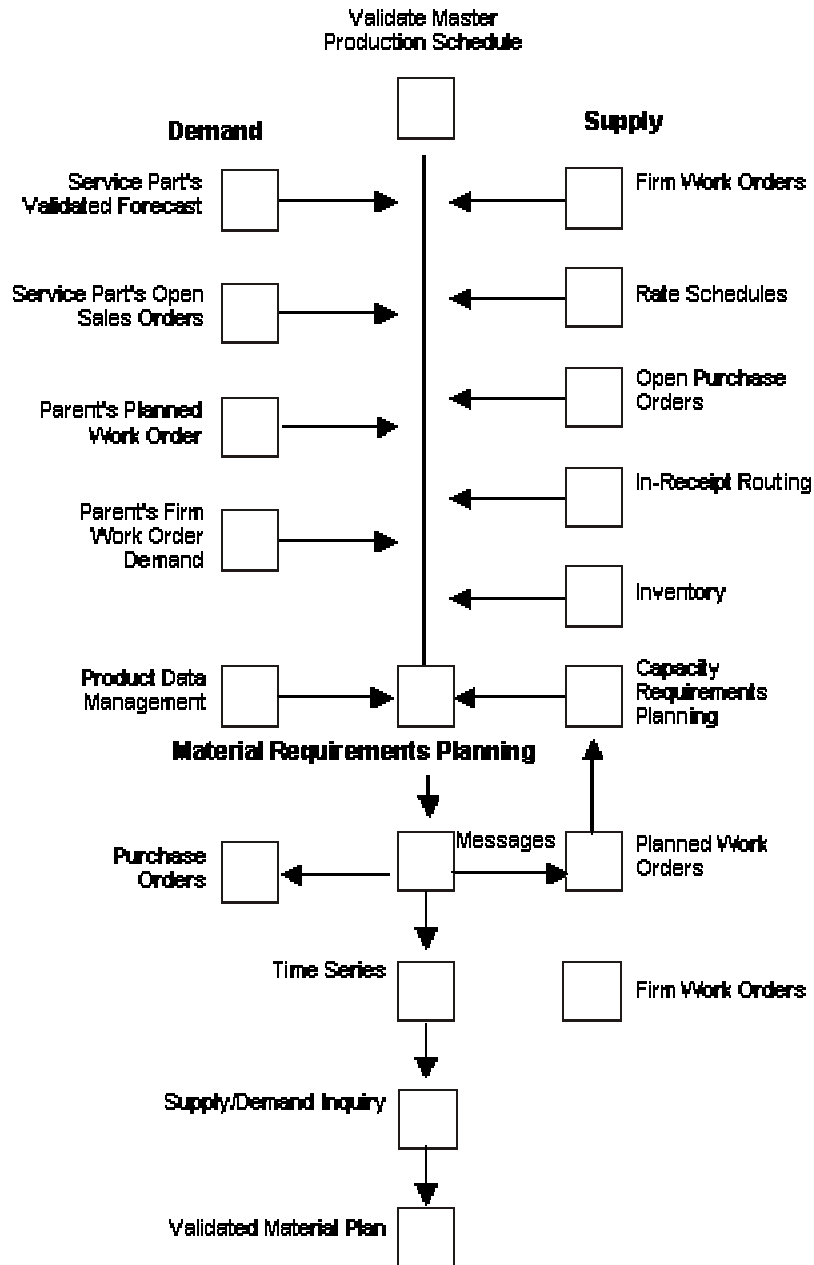 Validate Master
Production Schedule
Demand
Supply
Service Part's
Validated Forecast
Firm Work Orders
Service Part's Open
Sales Orders
Rate Schedules
Parent's Planned
Work Order
Open Purchase
Orders
Parent's Firm
Work Order
Demand
In-Receipt Routing
Inventory
Product Data
Management
Capacity
Requirements
Planning
Material Requirements Planning
Purchase
Orders
Messages
Planned Work
Orders
Time Series
Firm Work Orders
Supply/Demand Inquiry
Validated Material Plan